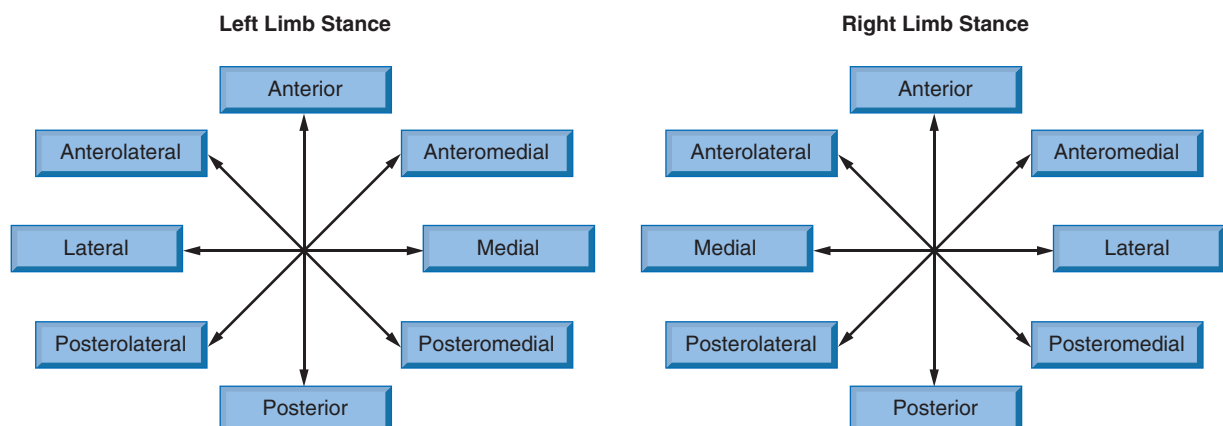 Left Limb Stance
Anterior
Anterolateral
Anteromedial
Lateral
Medial
Posterolateral
Posteromedial
Posterior
Right Limb Stance
Anterior
Anterolateral
Anteromedial
Medial
Lateral
Posterolateral
Posteromedial
Posterior